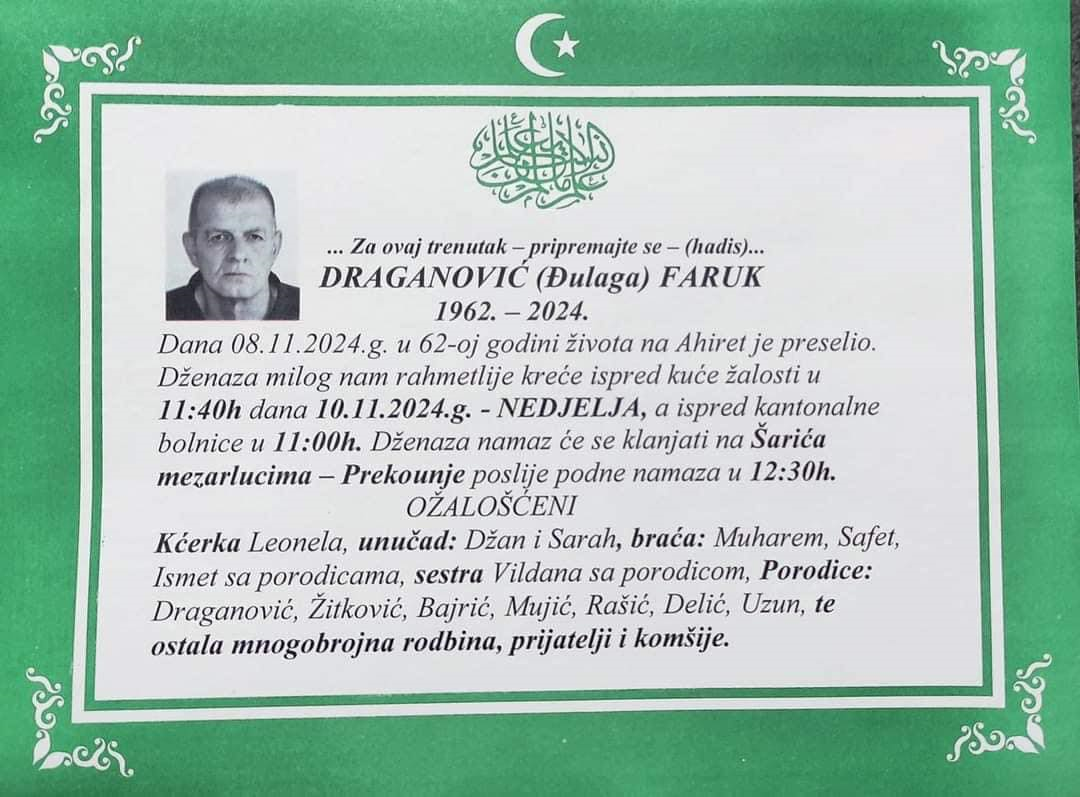 ... Za ovaj trenutak – pripremajte se – (hadis)...
DRAGANOVIĆ (Đulaga) FARUK
1962. – 2024.
Dana 08.11.2024.g. u 62-oj godini života na Ahiret je preselio.
Dženaza milog nam rahmetlije kreće ispred kuće žalosti u
11:40h dana 10.11.2024.g. - NEDJELJA, a ispred kantonalne
bolnice u 11:00h. Dženaza namaz će se klanjati na Šarića
mezarlucima – Prekounje poslije podne namaza u 12:30h.
OŽALOŠĆENI
Kćerka Leonela, unučad: Džan i Sarah, braća: Muharem, Safet,
Ismet sa porodicama, sestra Vildana sa porodicom, Porodice:
Draganović, Žitković, Bajrić, Mujić, Rašić, Delić, Uzun, te
ostala mnogobrojna rodbina, prijatelji i komšije.